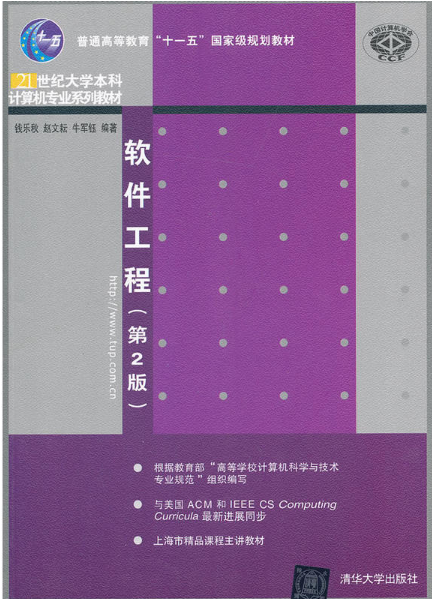 十一五
普通高等教育“十一五”国家级规划教材
中国计算机学会
CCF
21世纪大学本科
计算机专业系列教材
钱乐秋 赵文耘 牛军钰 编著
软件工程(第2版)
http://www.tup.com.cn
根据教育部“高等学校计算机科学与技术
专业规范”组织编写
与美国 ACM 和 IEEE CS Computing
Curricula 最新进展同步
上海市精品课程主讲教材
清华大学出版社